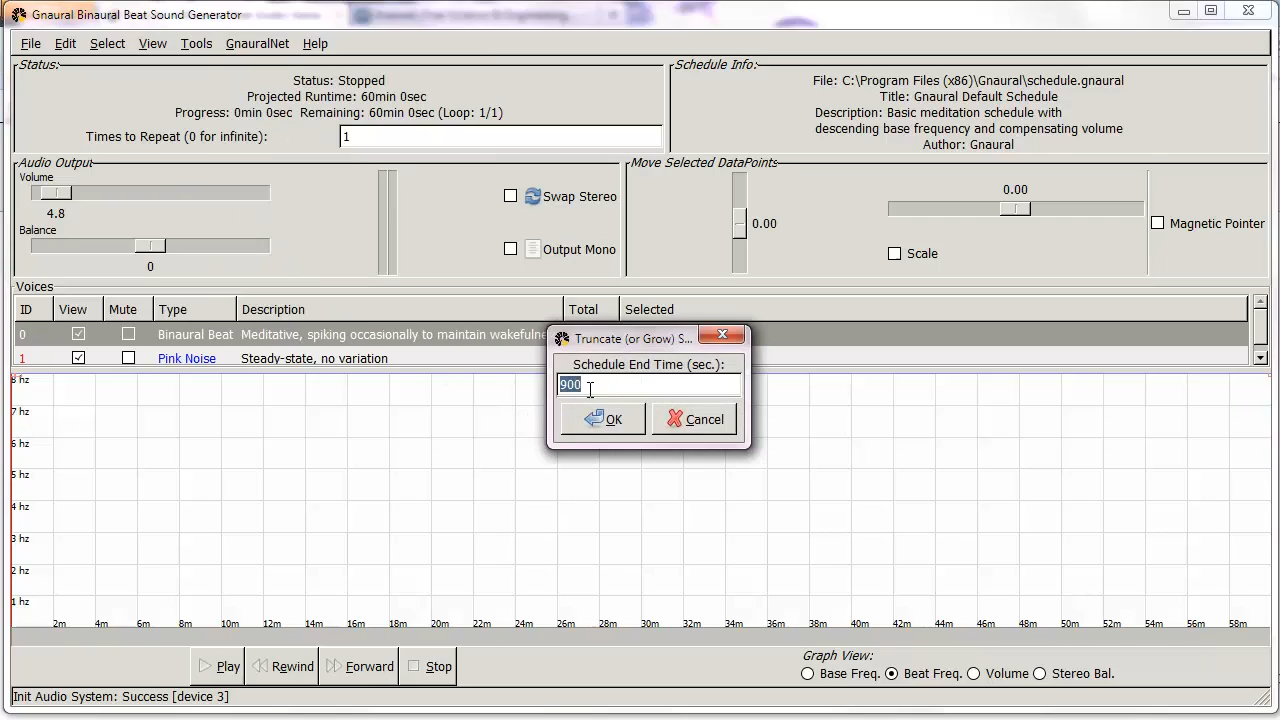 Gnaural Binaural Beat Sound Generator
File Edit Select View Tools GnauralNet Help
Status:
Status: Stopped
Projected Runtime: 60min 0sec
Progress: 0min 0sec Remaining: 60min 0sec (Loop: 1/1)
Times to Repeat (0 for infinite): 1
Schedule Info:
File: C:\Program Files (x86)\Gnaural\schedule.gnaural
Title: Gnaural Default Schedule
Description: Basic meditation schedule with
descending base frequency and compensating volume
Author: Gnaural
Audio Output
Volume
4.8
Balance
0
Swap Stereo
Output Mono
Move Selected DataPoints
0.00
0.00
Scale
Magnetic Pointer
Voices
ID View Mute Type Description Total Selected
0 Binaural Beat Meditative, spiking occasionally to maintain wakefulne
1 Pink Noise Steady-state, no variation
Truncate (or Grow) S...
Schedule End Time (sec.):
900
OK Cancel
8 hz
7 hz
6 hz
5 hz
4 hz
3 hz
2 hz
1 hz
2m 4m 6m 8m 10m 12m 14m 16m 18m 20m 22m 24m 26m 28m 30m 32m 34m 36m 38m 40m 42m 44m 46m 48m 50m 52m 54m 56m 58m
Play Rewind Forward Stop
Graph View:
Base Freq. Beat Freq. Volume Stereo Bal.
Init Audio System: Success [device 3]